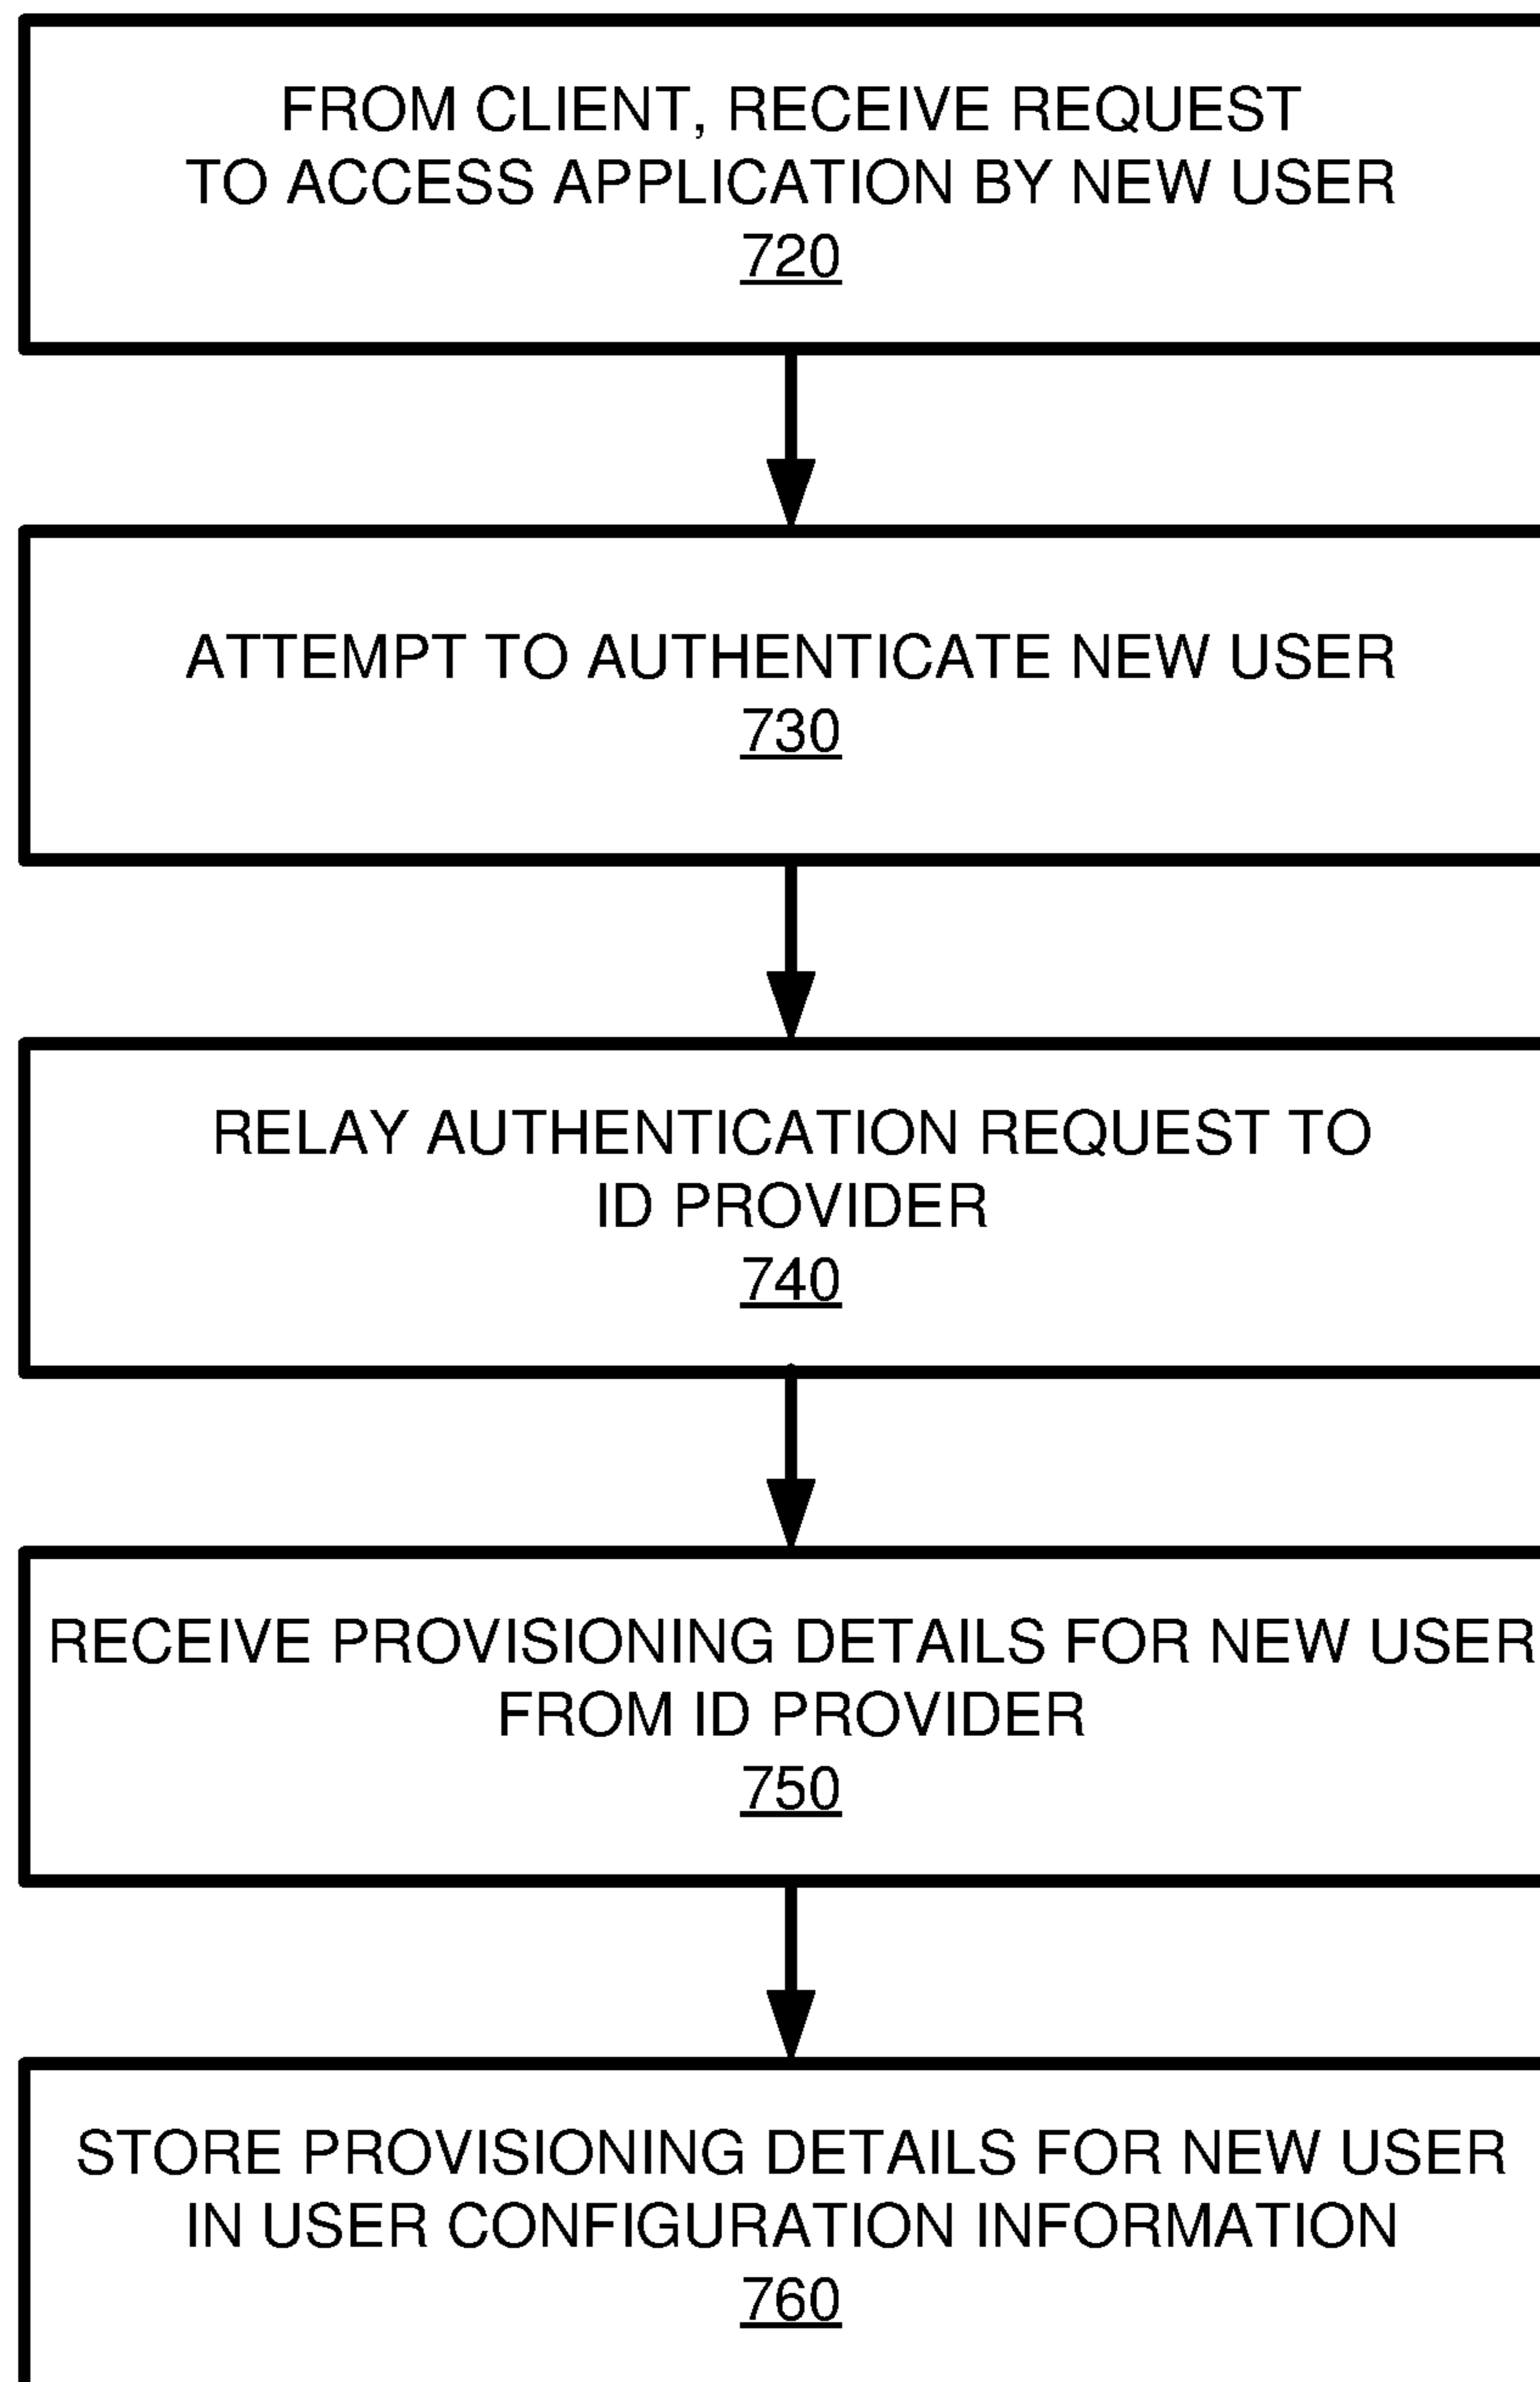 FROM CLIENT, RECEIVE REQUEST
TO ACCESS APPLICATION BY NEW USER
720
ATTEMPT TO AUTHENTICATE NEW USER
730
RELAY AUTHENTICATION REQUEST TO
ID PROVIDER
740
RECEIVE PROVISIONING DETAILS FOR NEW USER
FROM ID PROVIDER
750
STORE PROVISIONING DETAILS FOR NEW USER
IN USER CONFIGURATION INFORMATION
760